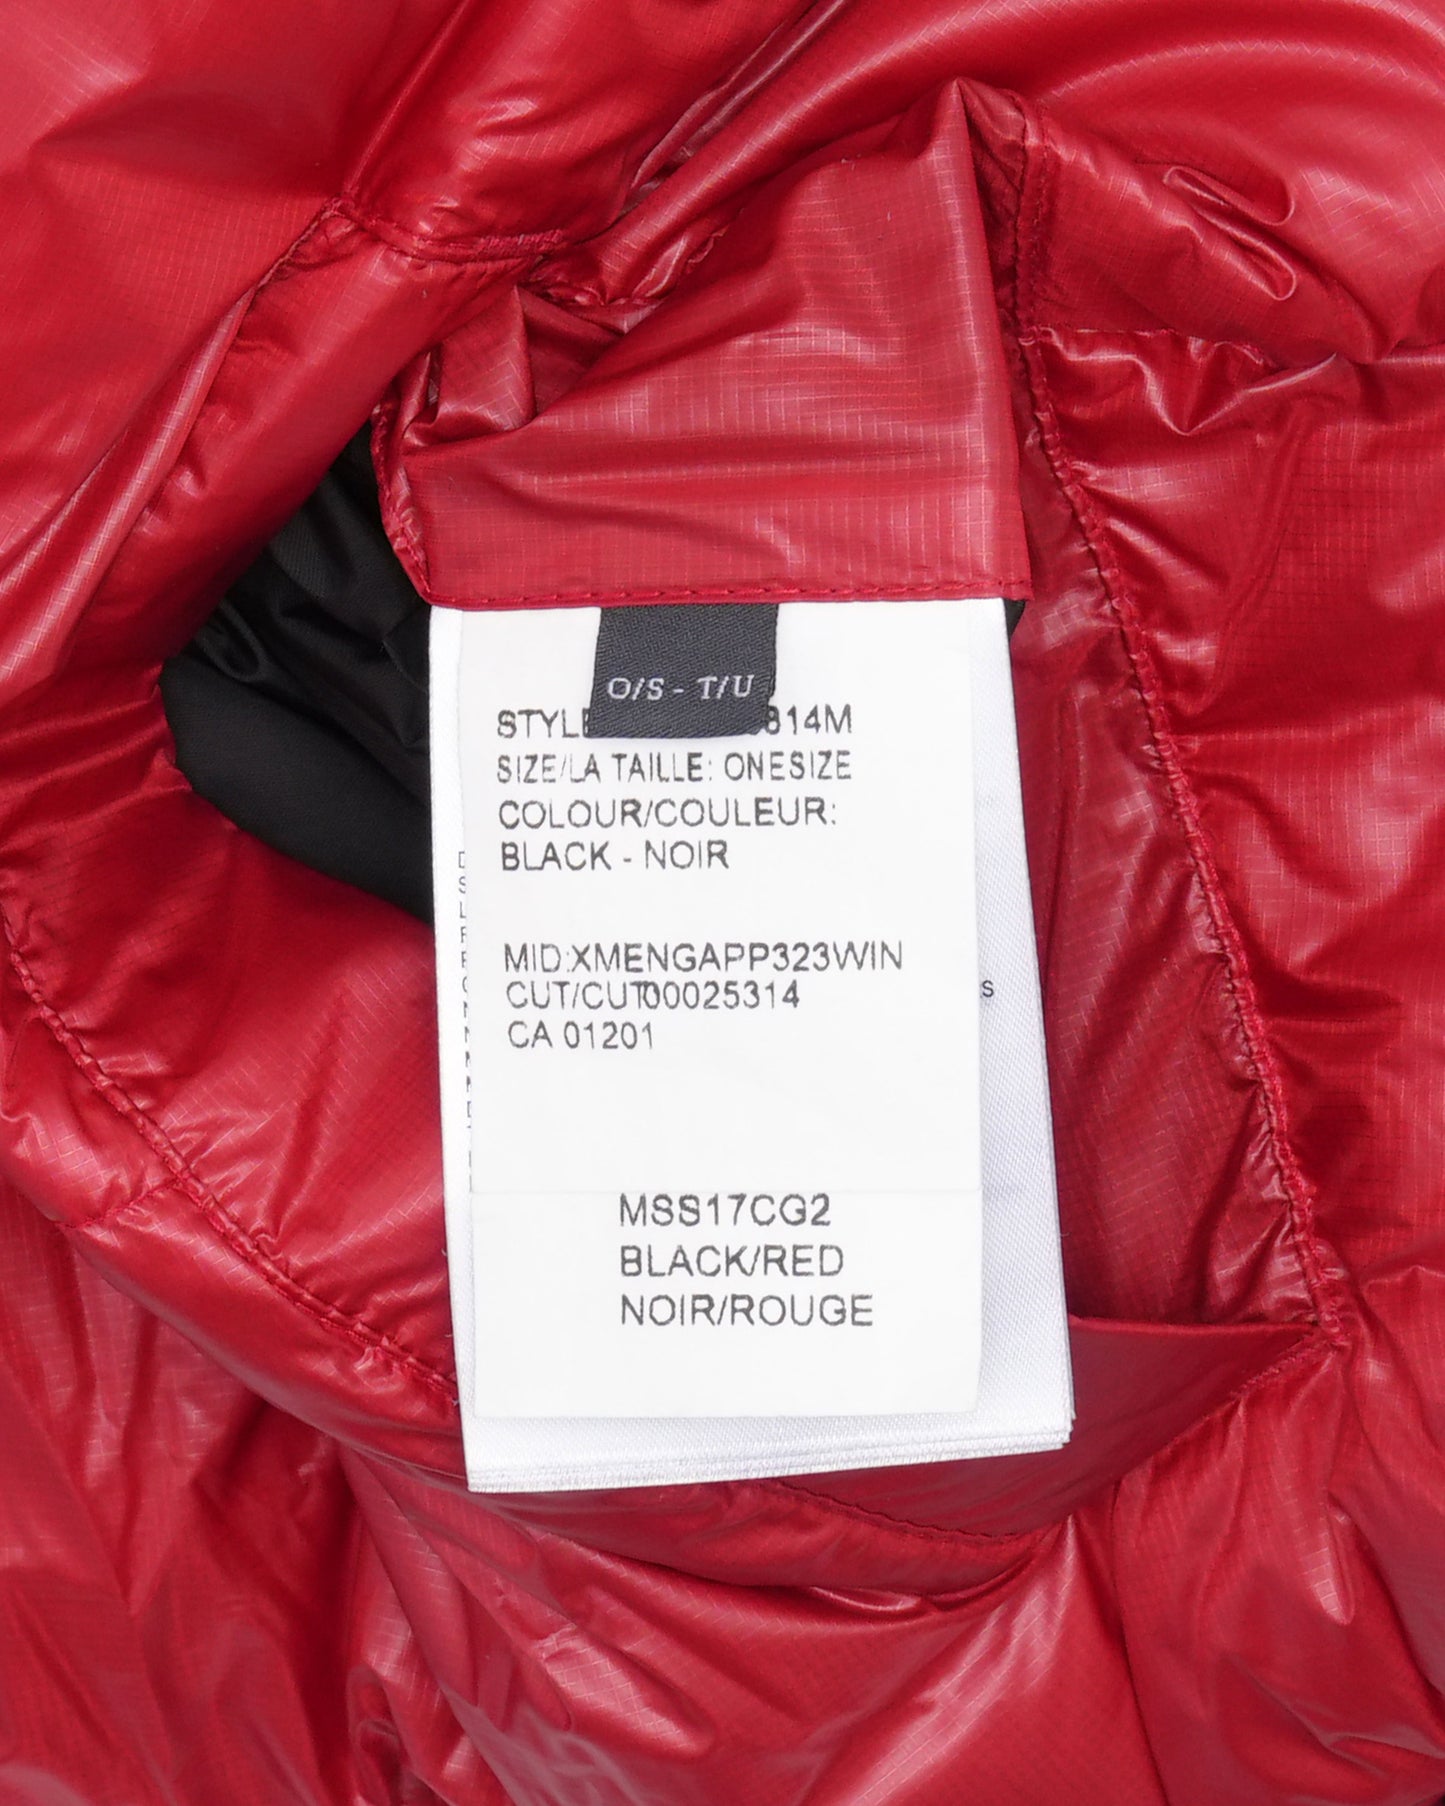 O/S - T/U
814M
SIZE/LA TAILLE: ONESIZE
COLOUR/COULEUR:
BLACK - NOIR
MID:XMENGAPP323WIN
CUT/CUT00025314
CA 01201
MSS17CG2
BLACK/RED
NOIR/ROUGE